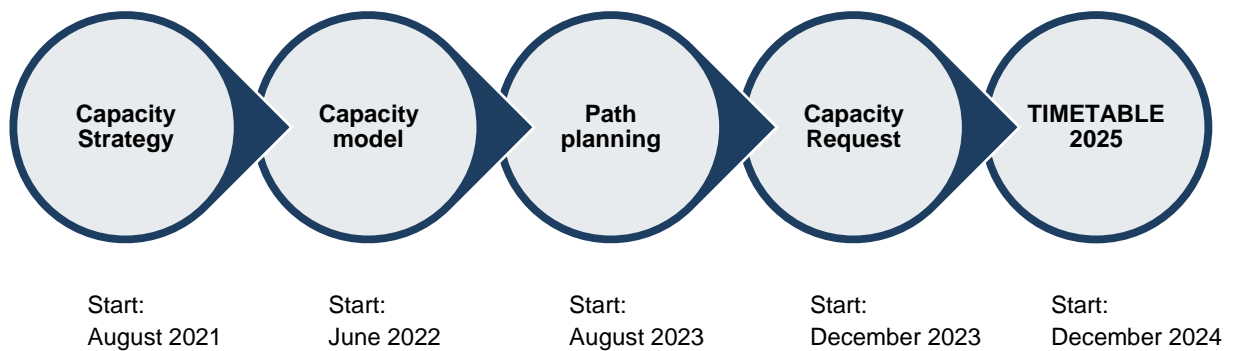 Capacity
Strategy
Capacity
model
Path
planning
Capacity
Request
TIMETABLE
2025
Start:
August 2021
Start:
June 2022
Start:
August 2023
Start:
December 2023
Start:
December 2024